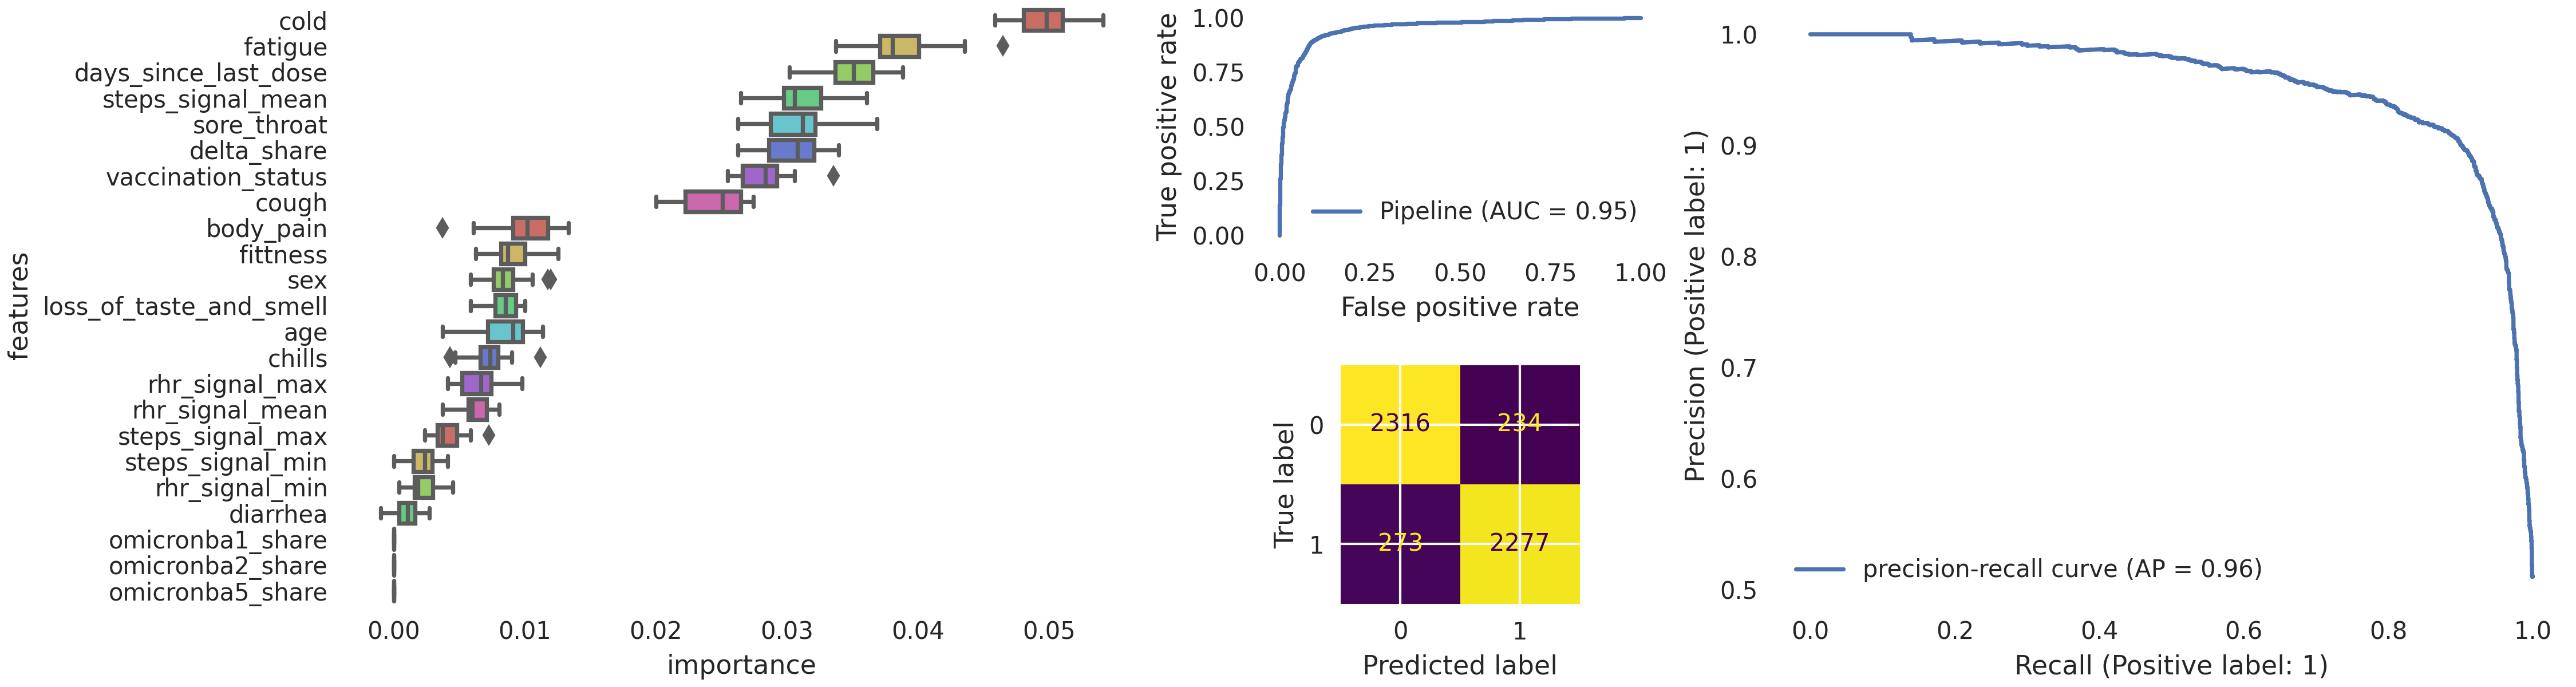 features
cold
fatigue
days_since_last_dose
steps_signal_mean
sore_throat
delta_share
vaccination_status
cough
body_pain
fittness
sex
loss_of_taste_and_smell
age
chills
rhr_signal_max
rhr_signal_mean
steps_signal_max
steps_signal_min
rhr_signal_min
diarrhea
omicronba1_share
omicronba2_share
omicronba5_share
0.00 0.01 0.02 0.03 0.04 0.05
importance
True positive rate
1.00
0.75
0.50
0.25
0.00
Pipeline (AUC = 0.95)
0.00 0.25 0.50 0.75 1.00
False positive rate
True label
0
1
2316 234
273 2277
0 1
Predicted label
Precision (Positive label: 1)
1.0
0.9
0.8
0.7
0.6
0.5
precision-recall curve (AP = 0.96)
0.0 0.2 0.4 0.6 0.8 1.0
Recall (Positive label: 1)